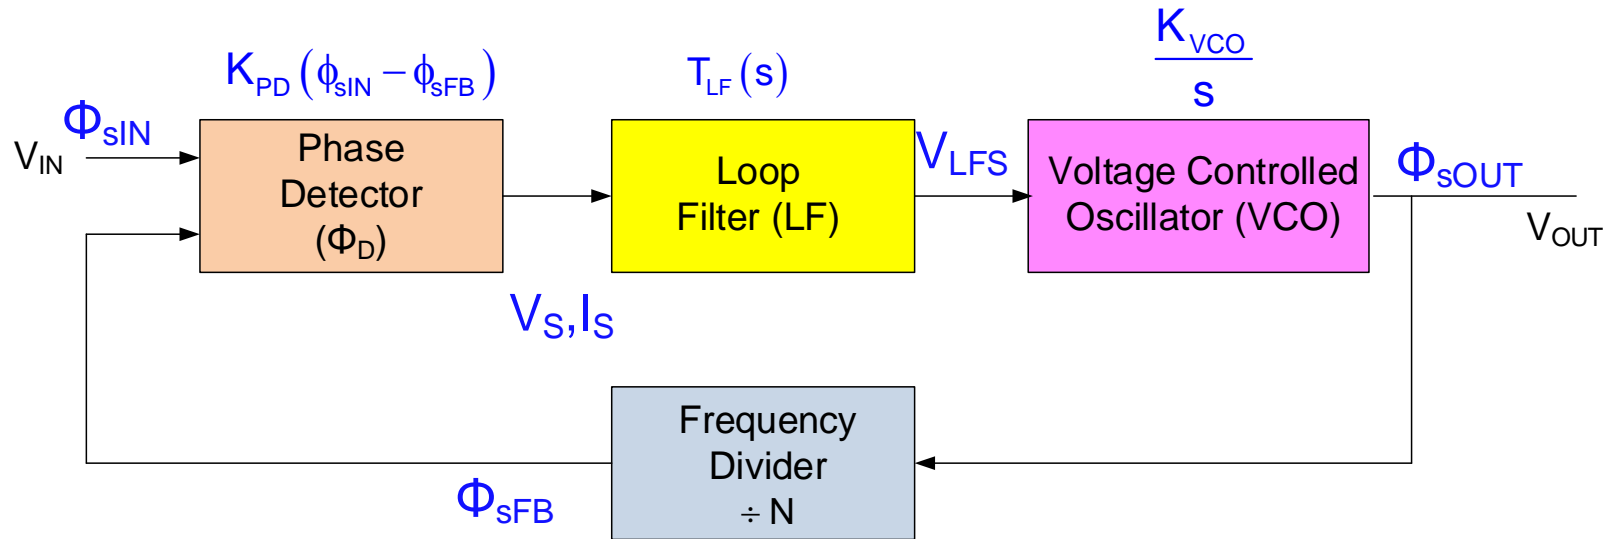 K_VCO
s
K_PD(ϕ_sIN − ϕ_sFB)
T_LF(s)
Φ_sIN
V_IN
Phase
Detector
(Φ_D)
Loop
Filter (LF)
V_LFS
Voltage Controlled
Oscillator (VCO)
Φ_sOUT
V_OUT
V_S,I_S
Frequency
Divider
÷ N
Φ_sFB